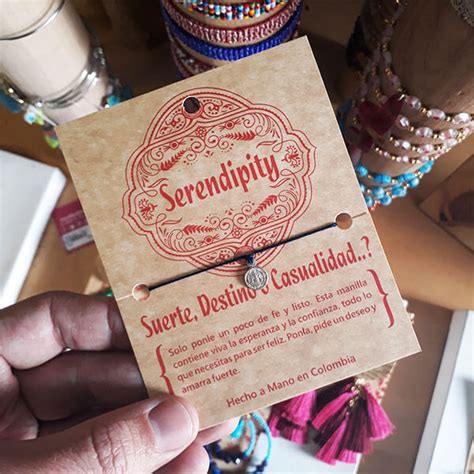 Serendipity
Suerte, Destino o Casualidad..?
Solo ponle un poco de fe y listo. Esta manilla
contiene viva la esperanza y la confianza, todo lo
que necesitas para ser feliz. Ponla, pide un deseo y
amarra fuerte.
Hecho a Mano en Colombia